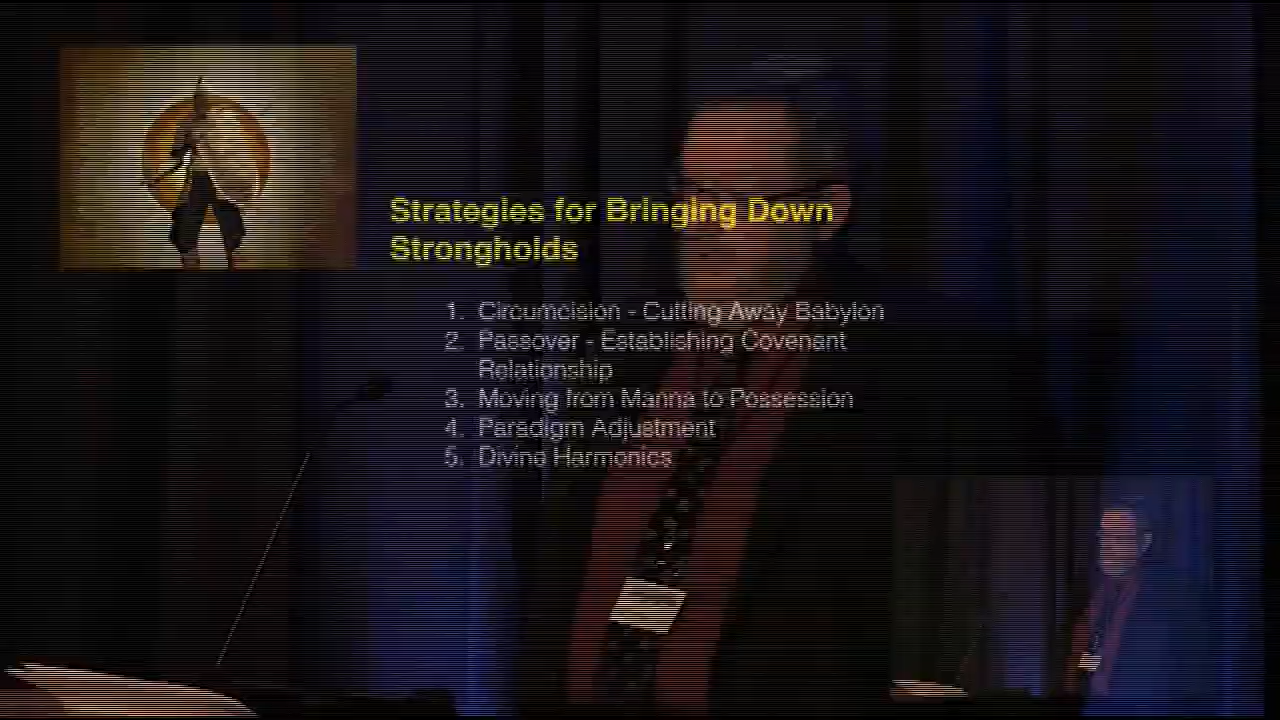 Strategies for Bringing Down
Strongholds
1. Circumcision - Cutting Away Babylon
2. Passover - Establishing Covenant
Relationship
3. Moving from Manna to Possession
4. Paradigm Adjustment
5. Divine Harmonics